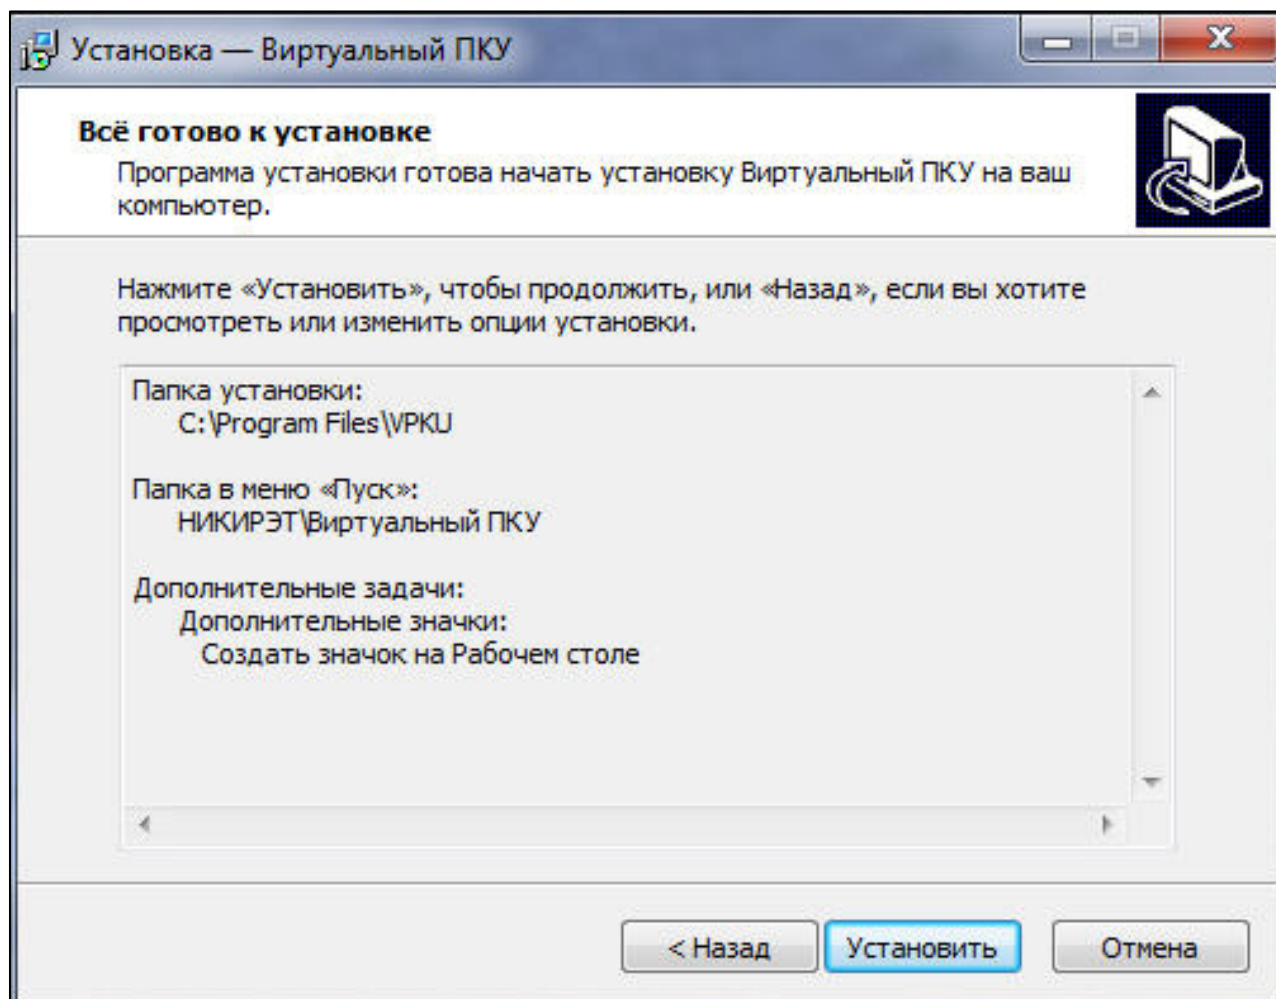 Установка — Виртуальный ПКУ
Всё готово к установке
Программа установки готова начать установку Виртуальный ПКУ на ваш
компьютер.
Нажмите «Установить», чтобы продолжить, или «Назад», если вы хотите
просмотреть или изменить опции установки.
Папка установки:
C:\Program Files\VPKU
Папка в меню «Пуск»:
НИКИРЭТ\Виртуальный ПКУ
Дополнительные задачи:
Дополнительные значки:
Создать значок на Рабочем столе
< Назад
Установить
Отмена